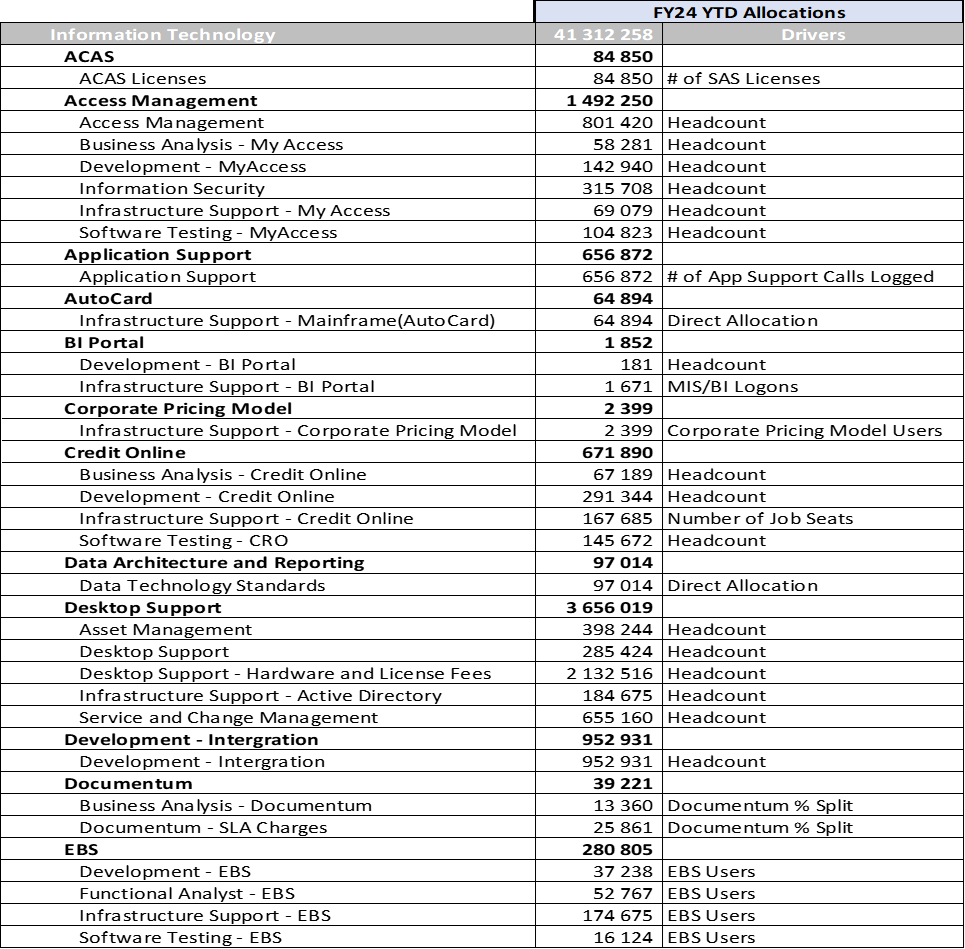 FY24 YTD Allocations
Information Technology 41 312 258 Drivers
ACAS 84 850
ACAS Licenses 84 850 # of SAS Licenses
Access Management 1 492 250
Access Management 801 420 Headcount
Business Analysis - My Access 58 281 Headcount
Development - MyAccess 142 940 Headcount
Information Security 315 708 Headcount
Infrastructure Support - My Access 69 079 Headcount
Software Testing - MyAccess 104 823 Headcount
Application Support 656 872
Application Support 656 872 # of App Support Calls Logged
AutoCard 64 894
Infrastructure Support - Mainframe(AutoCard) 64 894 Direct Allocation
BI Portal 1 852
Development - BI Portal 181 Headcount
Infrastructure Support - BI Portal 1 671 MIS/BI Logons
Corporate Pricing Model 2 399
Infrastructure Support - Corporate Pricing Model 2 399 Corporate Pricing Model Users
Credit Online 671 890
Business Analysis - Credit Online 67 189 Headcount
Development - Credit Online 291 344 Headcount
Infrastructure Support - Credit Online 167 685 Number of Job Seats
Software Testing - CRO 145 672 Headcount
Data Architecture and Reporting 97 014
Data Technology Standards 97 014 Direct Allocation
Desktop Support 3 656 019
Asset Management 398 244 Headcount
Desktop Support 285 424 Headcount
Desktop Support - Hardware and License Fees 2 132 516 Headcount
Infrastructure Support - Active Directory 184 675 Headcount
Service and Change Management 655 160 Headcount
Development - Intergration 952 931
Development - Intergration 952 931 Headcount
Documentum 39 221
Business Analysis - Documentum 13 360 Documentum % Split
Documentum - SLA Charges 25 861 Documentum % Split
EBS 280 805
Development - EBS 37 238 EBS Users
Functional Analyst - EBS 52 767 EBS Users
Infrastructure Support - EBS 174 675 EBS Users
Software Testing - EBS 16 124 EBS Users